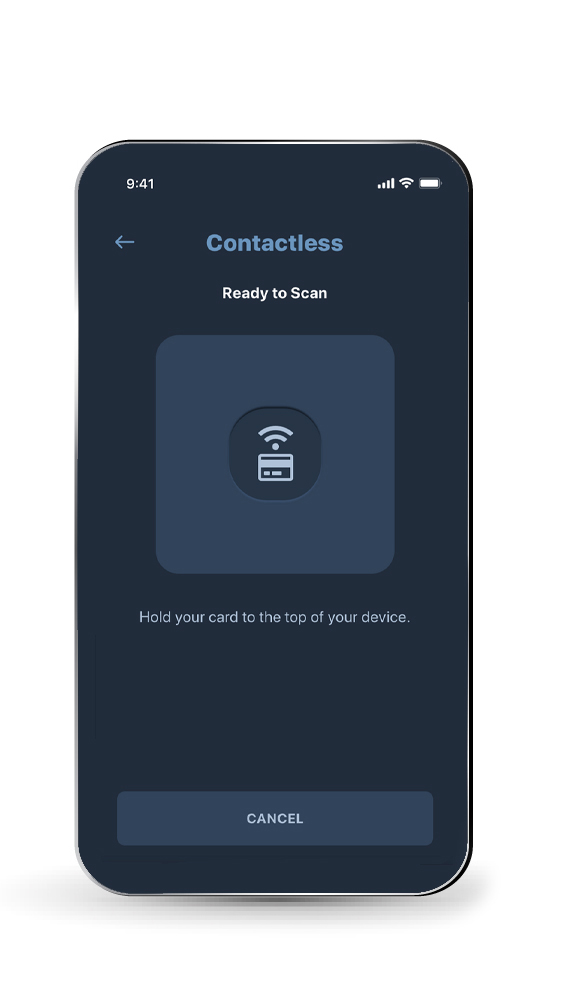 9:41
Contactless
Ready to Scan
Hold your card to the top of your device.
CANCEL